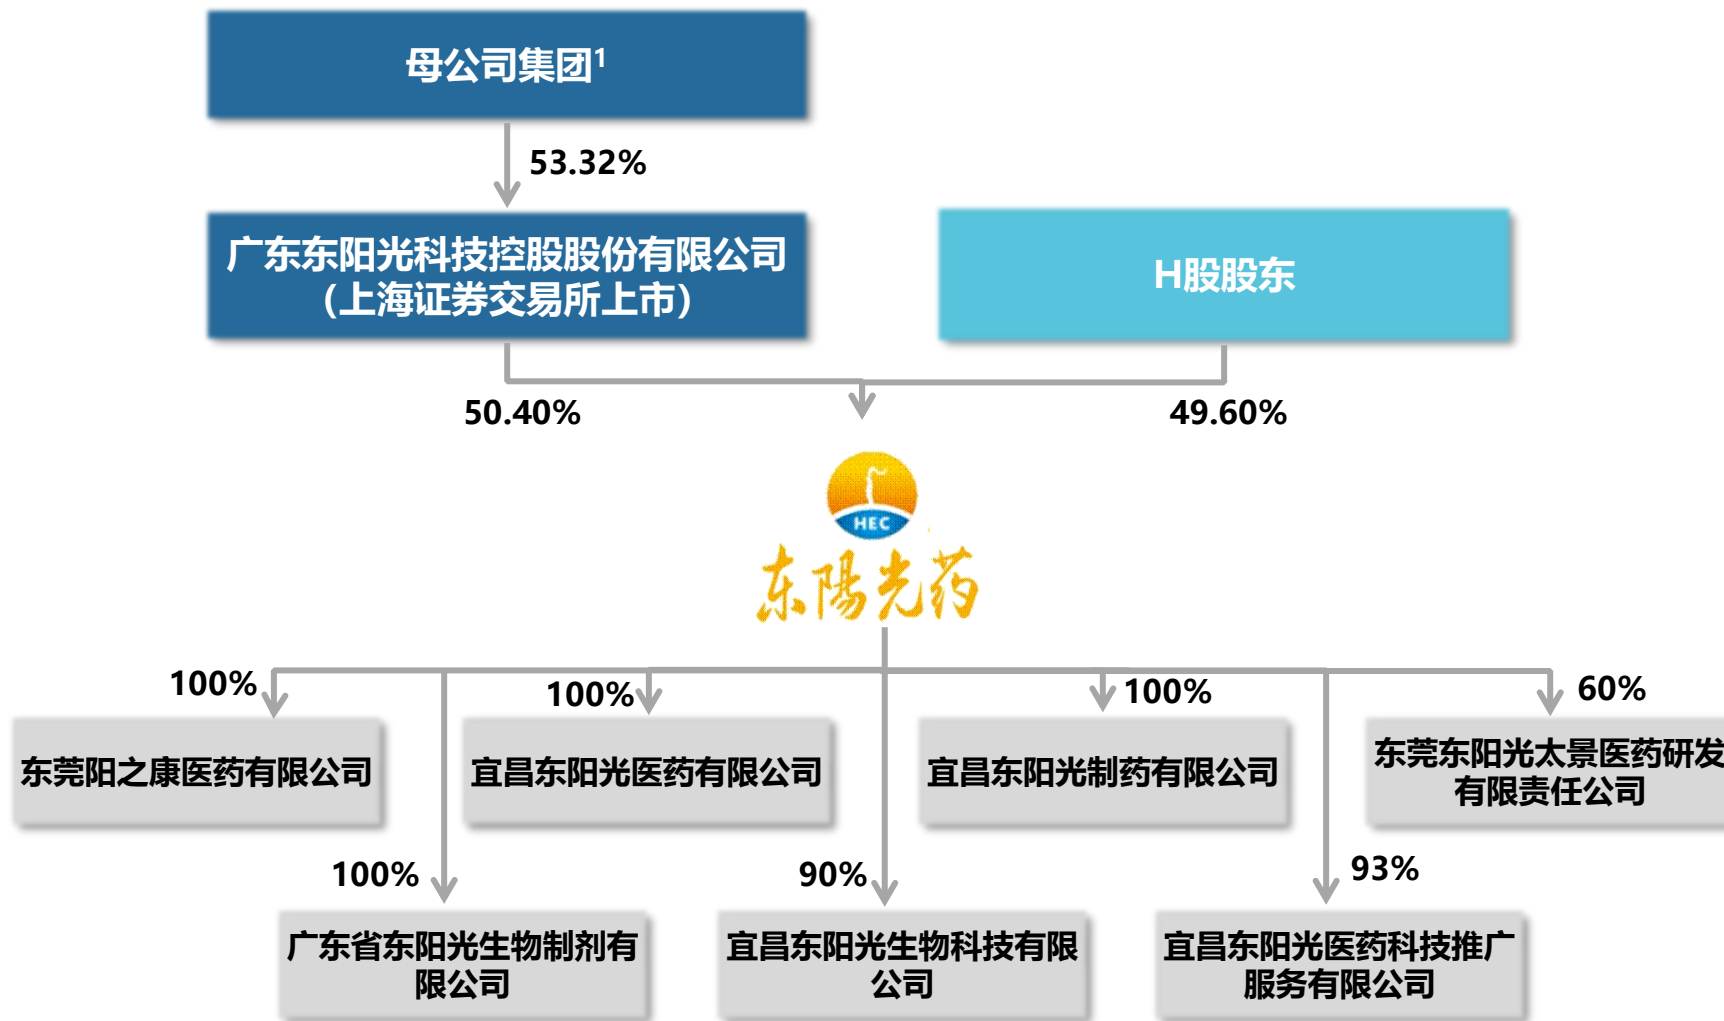 母公司集团1
53.32%
广东东阳光科技控股股份有限公司
（上海证券交易所上市）
H股股东
50.40%
49.60%
HEC
东陽光药
100%
100%
100%
60%
东莞阳之康医药有限公司
宜昌东阳光医药有限公司
宜昌东阳光制药有限公司
东莞东阳光太景医药研发
有限责任公司
100%
90%
93%
广东省东阳光生物制剂有
限公司
宜昌东阳光生物科技有限
公司
宜昌东阳光医药科技推广
服务有限公司